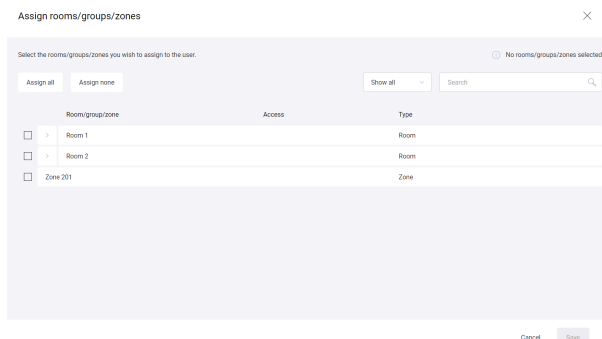 Assign rooms/groups/zones
Select the rooms/groups/zones you wish to assign to the user.
No rooms/groups/zones selected
Assign all
Assign none
Show all
Search
Room/group/zone Access Type
Room 1 Room
Room 2 Room
Zone 201 Zone
Cancel
Save